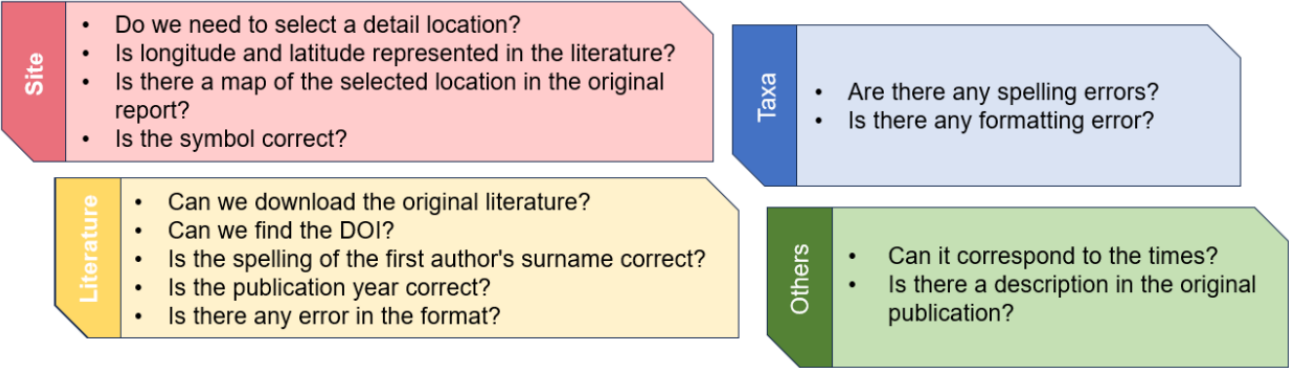 Site
• Do we need to select a detail location?
• Is longitude and latitude represented in the literature?
• Is there a map of the selected location in the original
report?
• Is the symbol correct?
Taxa
• Are there any spelling errors?
• Is there any formatting error?
Literature
• Can we download the original literature?
• Can we find the DOI?
• Is the spelling of the first author's surname correct?
• Is the publication year correct?
• Is there any error in the format?
Others
• Can it correspond to the times?
• Is there a description in the original
publication?